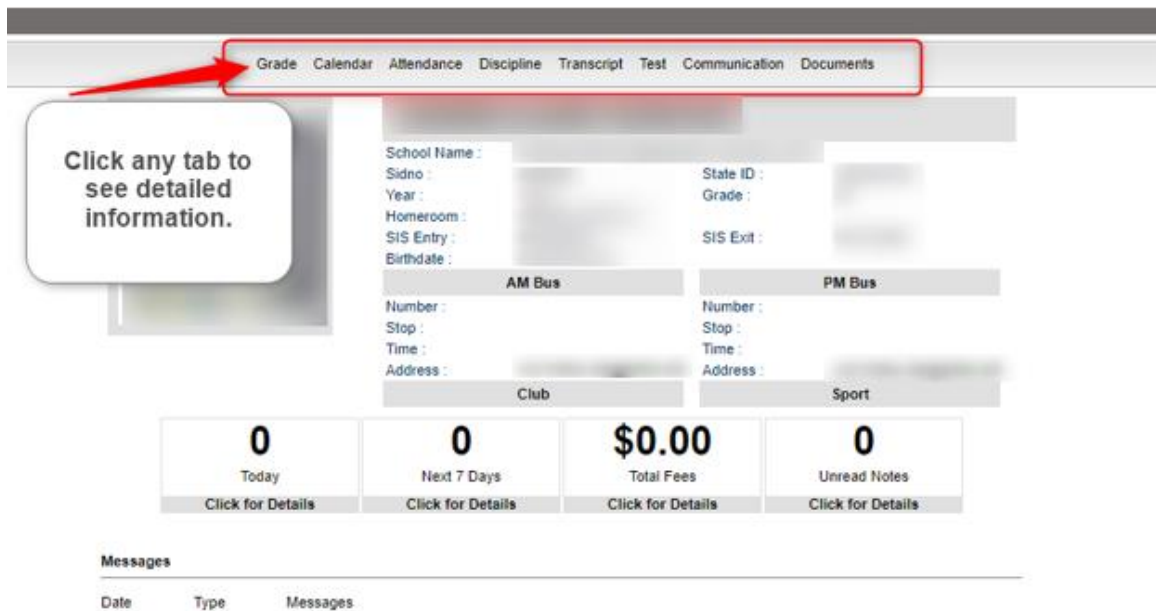 Grade Calendar Attendance Discipline Transcript Test Communication Documents
Click any tab to
see detailed
information.
School Name :
Sidno : State ID :
Year : Grade :
Homeroom :
SIS Entry : SIS Exit :
Birthdate :
AM Bus PM Bus
Number : Number :
Stop : Stop :
Time : Time :
Address : Address :
Club Sport
0 0 $0.00 0
Today Next 7 Days Total Fees Unread Notes
Click for Details Click for Details Click for Details Click for Details
Messages
Date Type Messages